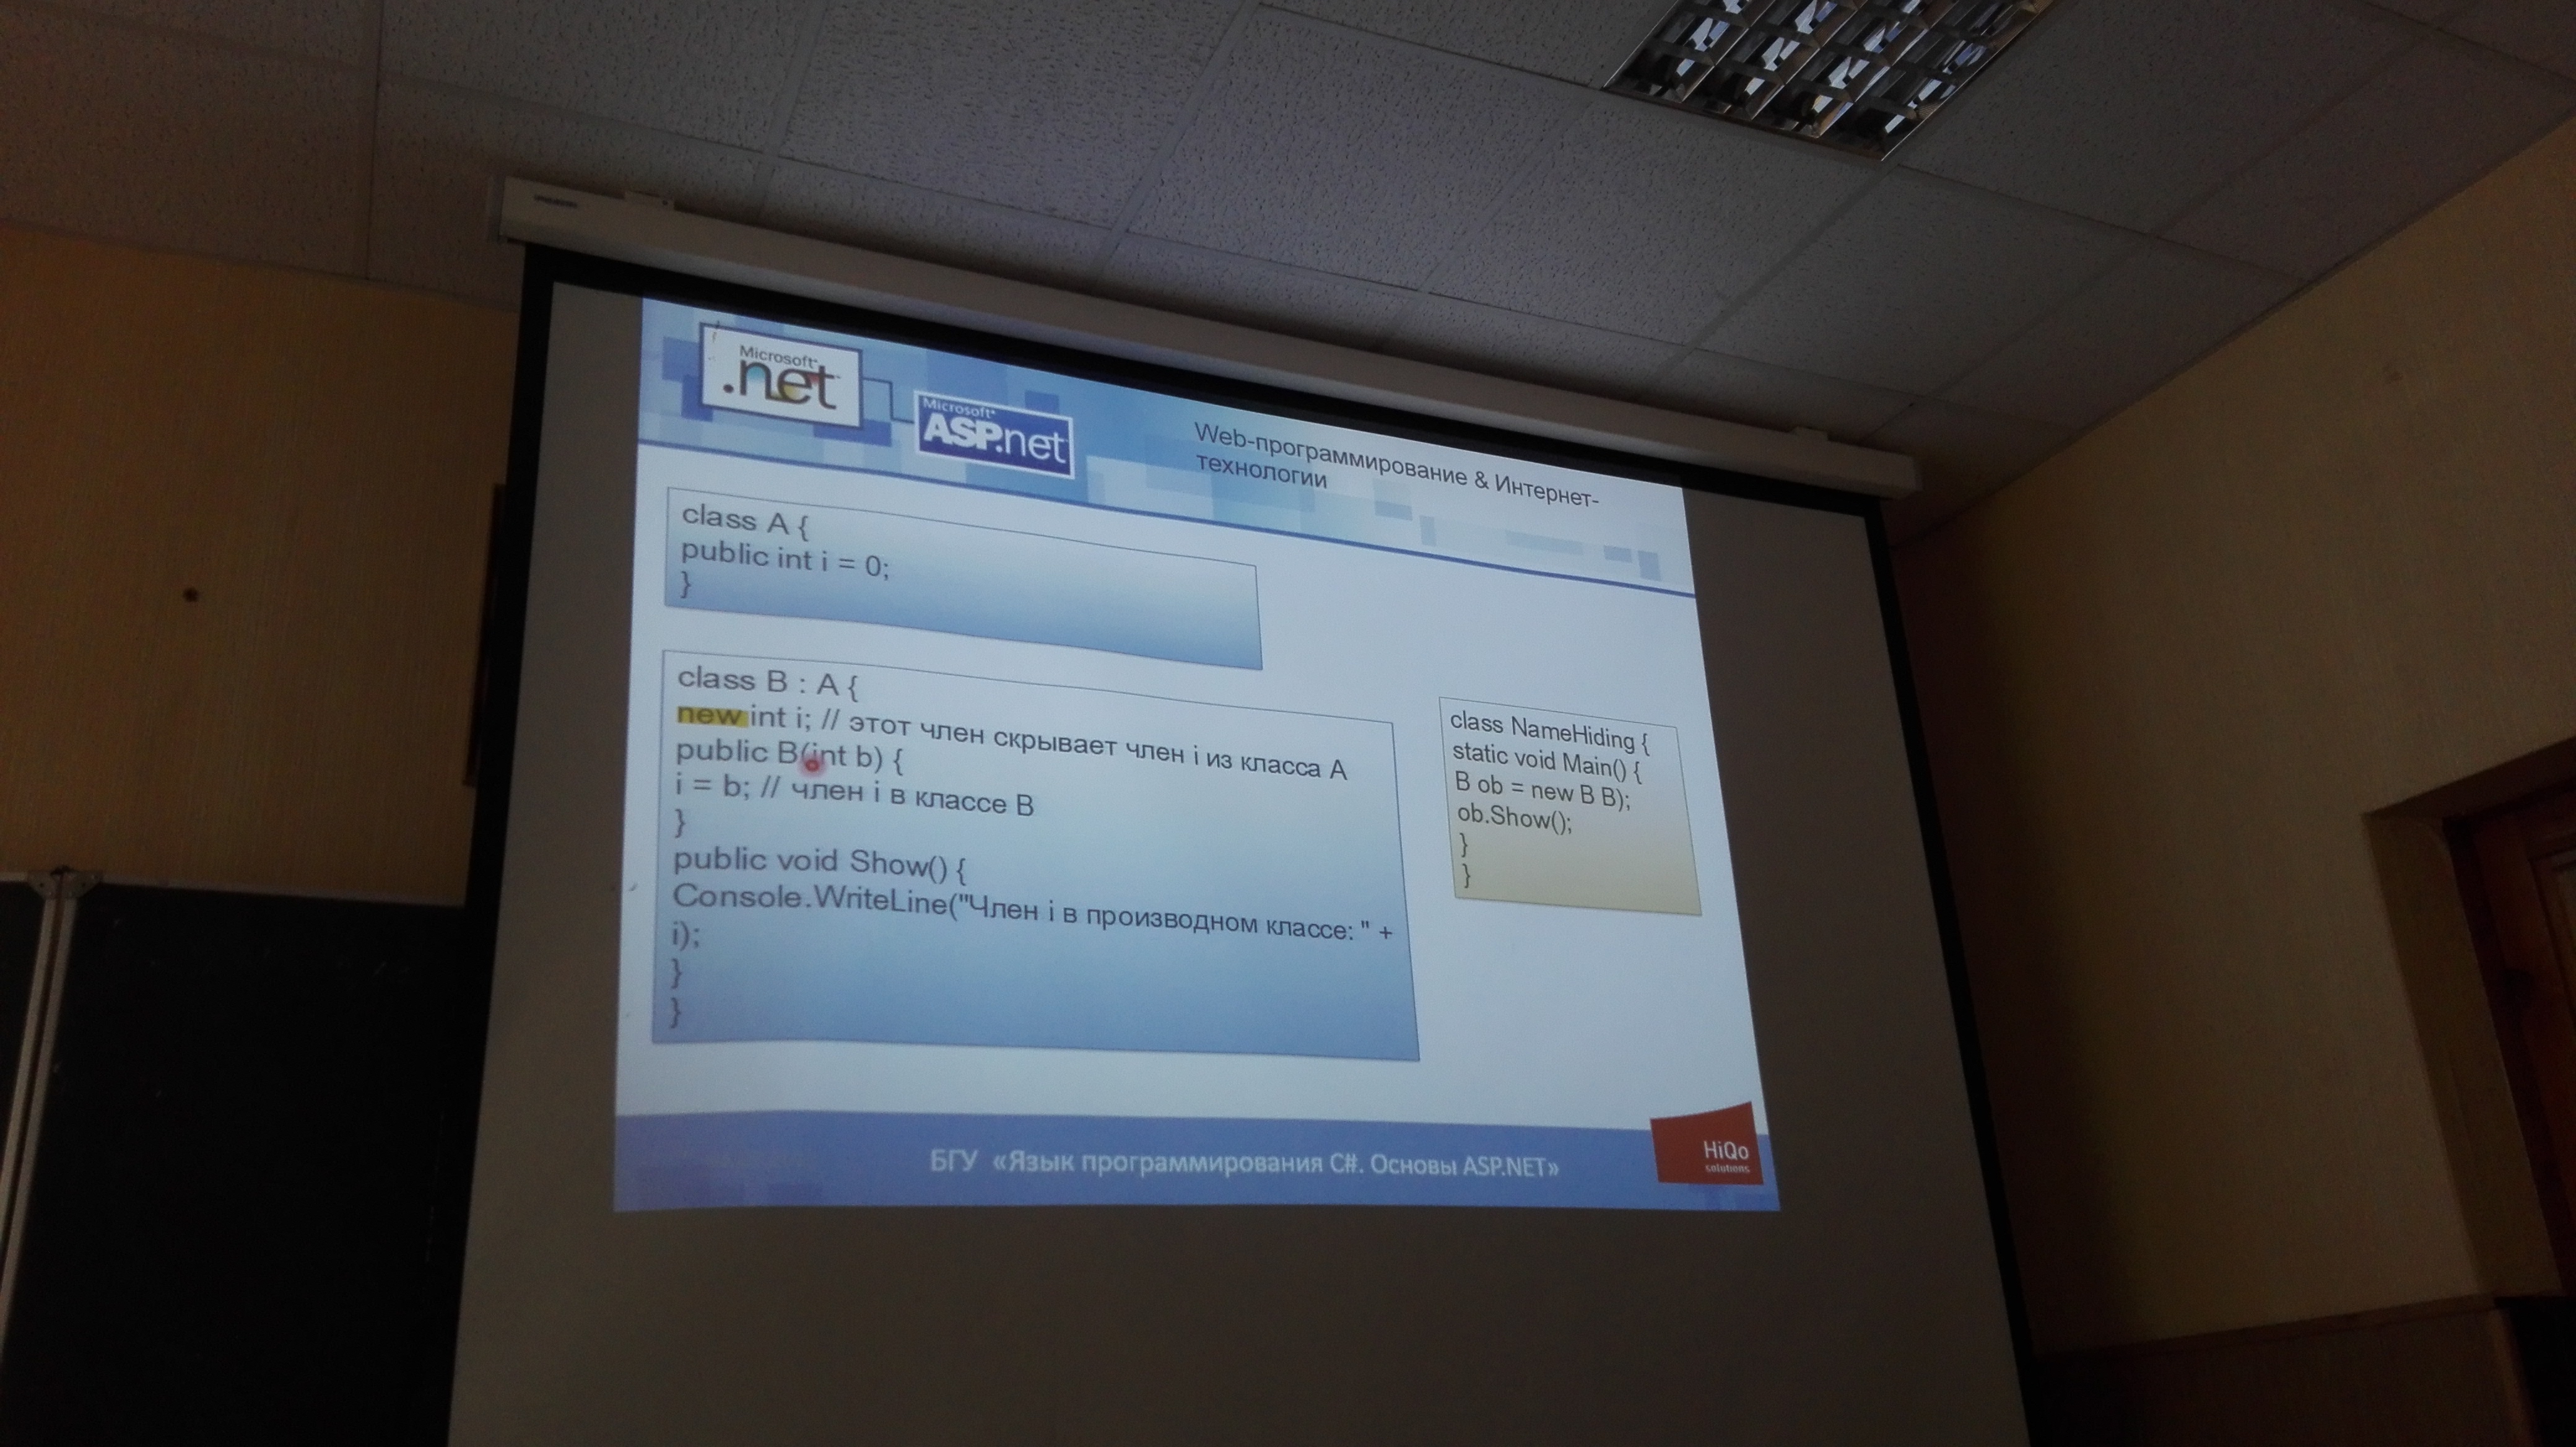 Microsoft
.net
Microsoft
ASP.net
Web-программирование & Интернет-
технологии
class A {
public int i = 0;
}
class B : A {
new int i; // этот член скрывает член i из класса А
public B(int b) {
i = b; // член i в классе B
}
public void Show() {
Console.WriteLine("Член i в производном классе: " +
i);
}
}
class NameHiding {
static void Main() {
B ob = new B B);
ob.Show();
}
}
БГУ «Язык программирования C#. Основы ASP.NET»
HiQo
solutions